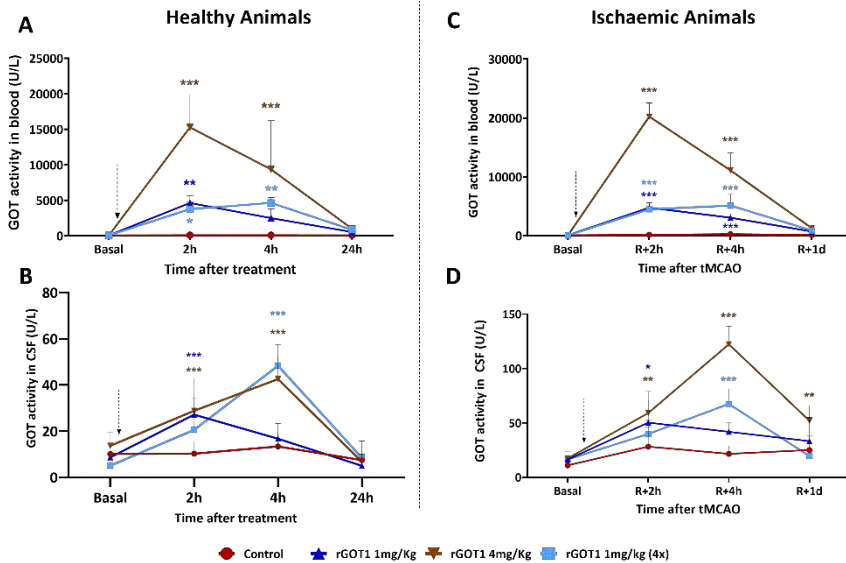 Healthy Animals
Ischaemic Animals
A
GOT activity in blood (U/L)
25000
20000
15000
10000
5000
0
***
***
**
**
*
Basal
2h
4h
24h
Time after treatment
C
GOT activity in blood (U/L)
30000
20000
10000
0
***
***
***
***
***
***
Basal
R+2h
R+4h
R+1d
Time after tMCAO
B
GOT activity in CSF (U/L)
80
60
40
20
0
***
***
***
***
Basal
2h
4h
24h
Time after treatment
D
GOT activity in CSF (U/L)
150
100
50
0
***
*
**
***
**
Basal
R+2h
R+4h
R+1d
Time after tMCAO
Control
rGOT1 1mg/Kg
rGOT1 4mg/Kg
rGOT1 1mg/kg (4x)